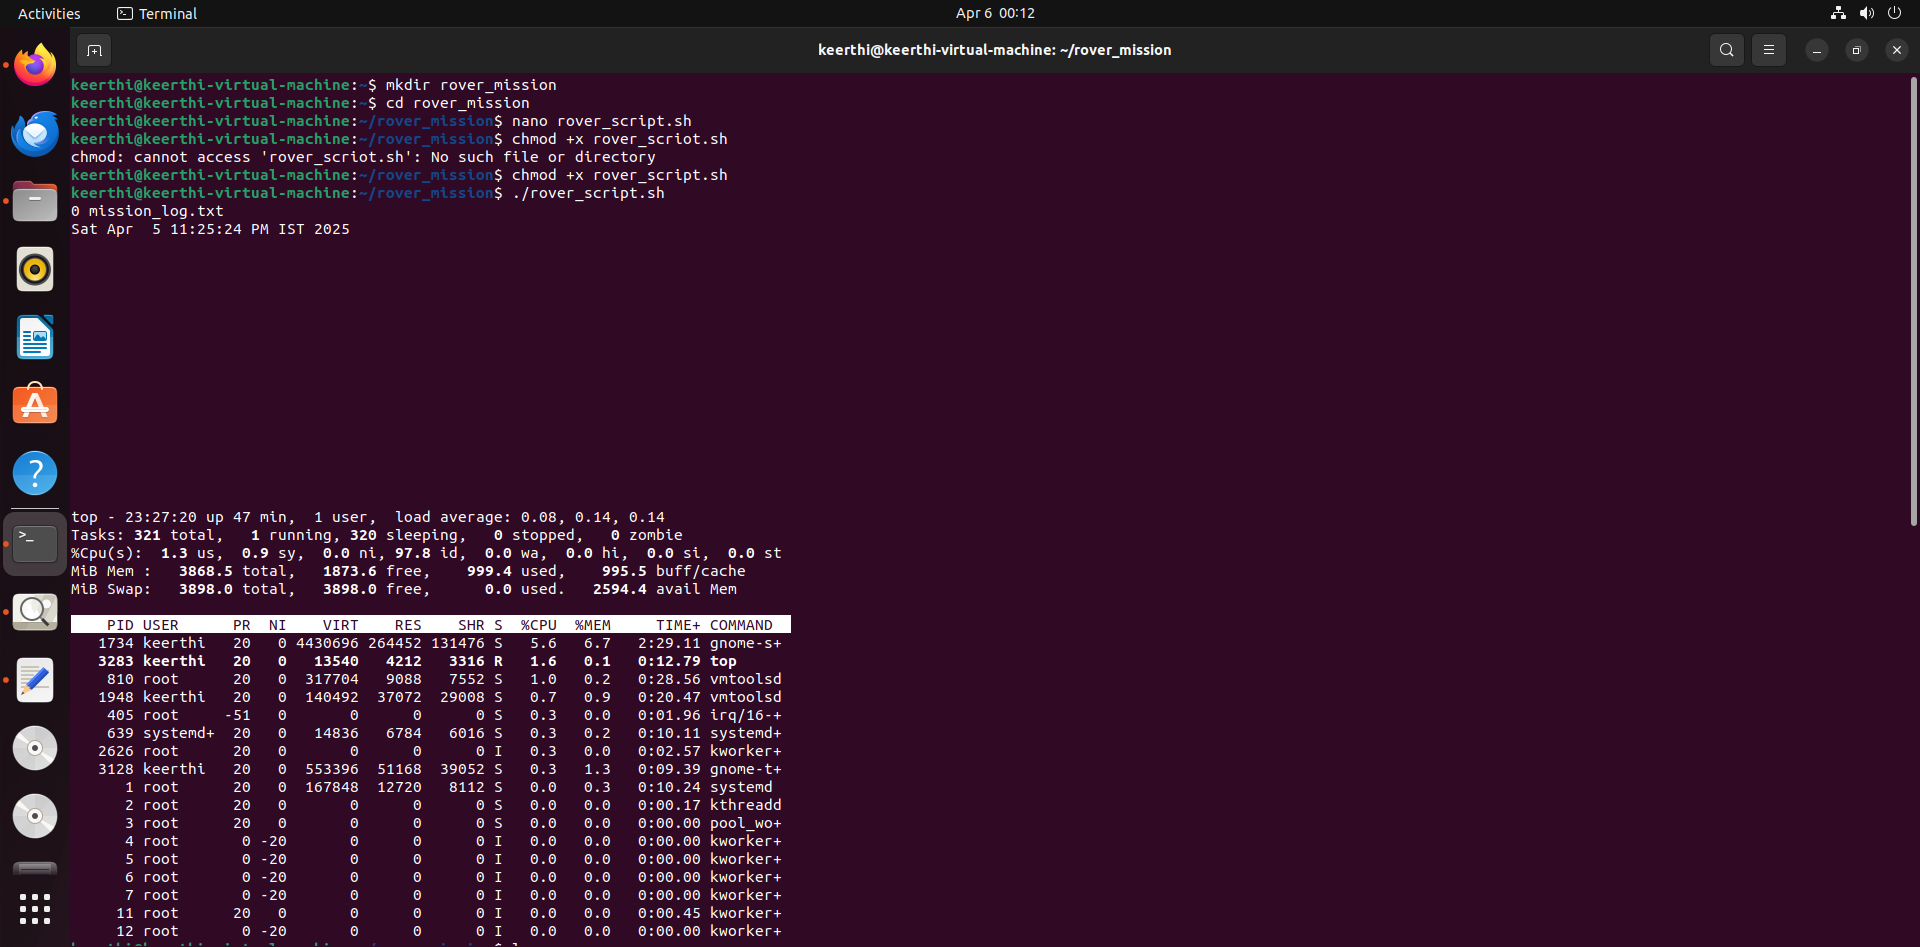 Activities
Terminal
Apr 6 00:12
keerthi@keerthi-virtual-machine: ~/rover_mission
keerthi@keerthi-virtual-machine:~$ mkdir rover_mission
keerthi@keerthi-virtual-machine:~$ cd rover_mission
keerthi@keerthi-virtual-machine:~/rover_mission$ nano rover_script.sh
keerthi@keerthi-virtual-machine:~/rover_mission$ chmod +x rover_scriot.sh
chmod: cannot access 'rover_scriot.sh': No such file or directory
keerthi@keerthi-virtual-machine:~/rover_mission$ chmod +x rover_script.sh
keerthi@keerthi-virtual-machine:~/rover_mission$ ./rover_script.sh
0 mission_log.txt
Sat Apr  5 11:25:24 PM IST 2025
top - 23:27:20 up 47 min,  1 user,  load average: 0.08, 0.14, 0.14
Tasks: 321 total,   1 running, 320 sleeping,   0 stopped,   0 zombie
%Cpu(s):  1.3 us,  0.9 sy,  0.0 ni, 97.8 id,  0.0 wa,  0.0 hi,  0.0 si,  0.0 st
MiB Mem :   3868.5 total,   1873.6 free,    999.4 used,    995.5 buff/cache
MiB Swap:   3898.0 total,   3898.0 free,      0.0 used.   2594.4 avail Mem
    PID USER      PR  NI    VIRT    RES    SHR S  %CPU  %MEM     TIME+ COMMAND
   1734 keerthi   20   0 4430696 264452 131476 S   5.6   6.7   2:29.11 gnome-s+
   3283 keerthi   20   0   13540   4212   3316 R   1.6   0.1   0:12.79 top
    810 root      20   0  317704   9088   7552 S   1.0   0.2   0:28.56 vmtoolsd
   1948 keerthi   20   0  140492  37072  29008 S   0.7   0.9   0:20.47 vmtoolsd
    405 root     -51   0       0      0      0 S   0.3   0.0   0:01.96 irq/16-+
    639 systemd+  20   0   14836   6784   6016 S   0.3   0.2   0:10.11 systemd+
   2626 root      20   0       0      0      0 I   0.3   0.0   0:02.57 kworker+
   3128 keerthi   20   0  553396  51168  39052 S   0.3   1.3   0:09.39 gnome-t+
      1 root      20   0  167848  12720   8112 S   0.0   0.3   0:10.24 systemd
      2 root      20   0       0      0      0 S   0.0   0.0   0:00.17 kthreadd
      3 root      20   0       0      0      0 S   0.0   0.0   0:00.00 pool_wo+
      4 root       0 -20       0      0      0 I   0.0   0.0   0:00.00 kworker+
      5 root       0 -20       0      0      0 I   0.0   0.0   0:00.00 kworker+
      6 root       0 -20       0      0      0 I   0.0   0.0   0:00.00 kworker+
      7 root       0 -20       0      0      0 I   0.0   0.0   0:00.00 kworker+
     11 root      20   0       0      0      0 I   0.0   0.0   0:00.45 kworker+
     12 root       0 -20       0      0      0 I   0.0   0.0   0:00.00 kworker+